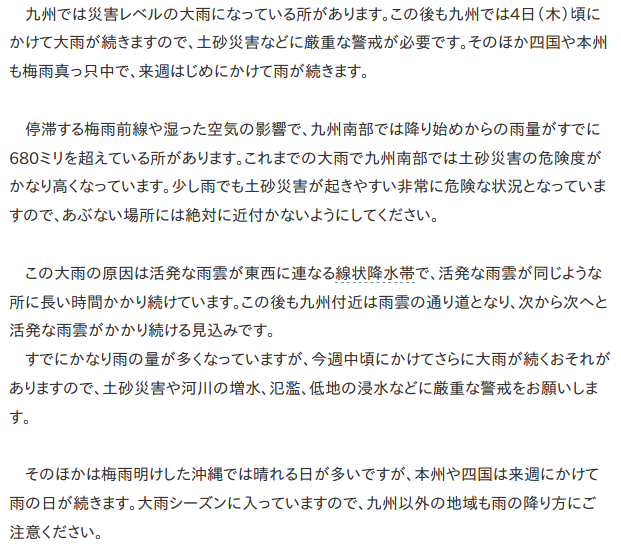 九州では災害レベルの大雨になっている所があります。この後も九州では4日（木）頃に
かけて大雨が続きますので、土砂災害などに厳重な警戒が必要です。そのほか四国や本州
も梅雨真っ只中で、来週はじめにかけて雨が続きます。
停滞する梅雨前線や湿った空気の影響で、九州南部では降り始めからの雨量がすでに
680ミリを超えている所があります。これまでの大雨で九州南部では土砂災害の危険度が
かなり高くなっています。少し雨でも土砂災害が起きやすい非常に危険な状況となっていま
すので、あぶない場所には絶対に近付かないようにしてください。
この大雨の原因は活発な雨雲が東西に連なる線状降水帯で、活発な雨雲が同じような
所に長い時間かかり続けています。この後も九州付近は雨雲の通り道となり、次から次へと
活発な雨雲がかかり続ける見込みです。
すでにかなり雨の量が多くなっていますが、今週中頃にかけてさらに大雨が続くおそれが
ありますので、土砂災害や河川の増水、氾濫、低地の浸水などに厳重な警戒をお願いしま
す。
そのほかは梅雨明けした沖縄では晴れる日が多いですが、本州や四国は来週にかけて
雨の日が続きます。大雨シーズンに入っていますので、九州以外の地域も雨の降り方にご
注意ください。